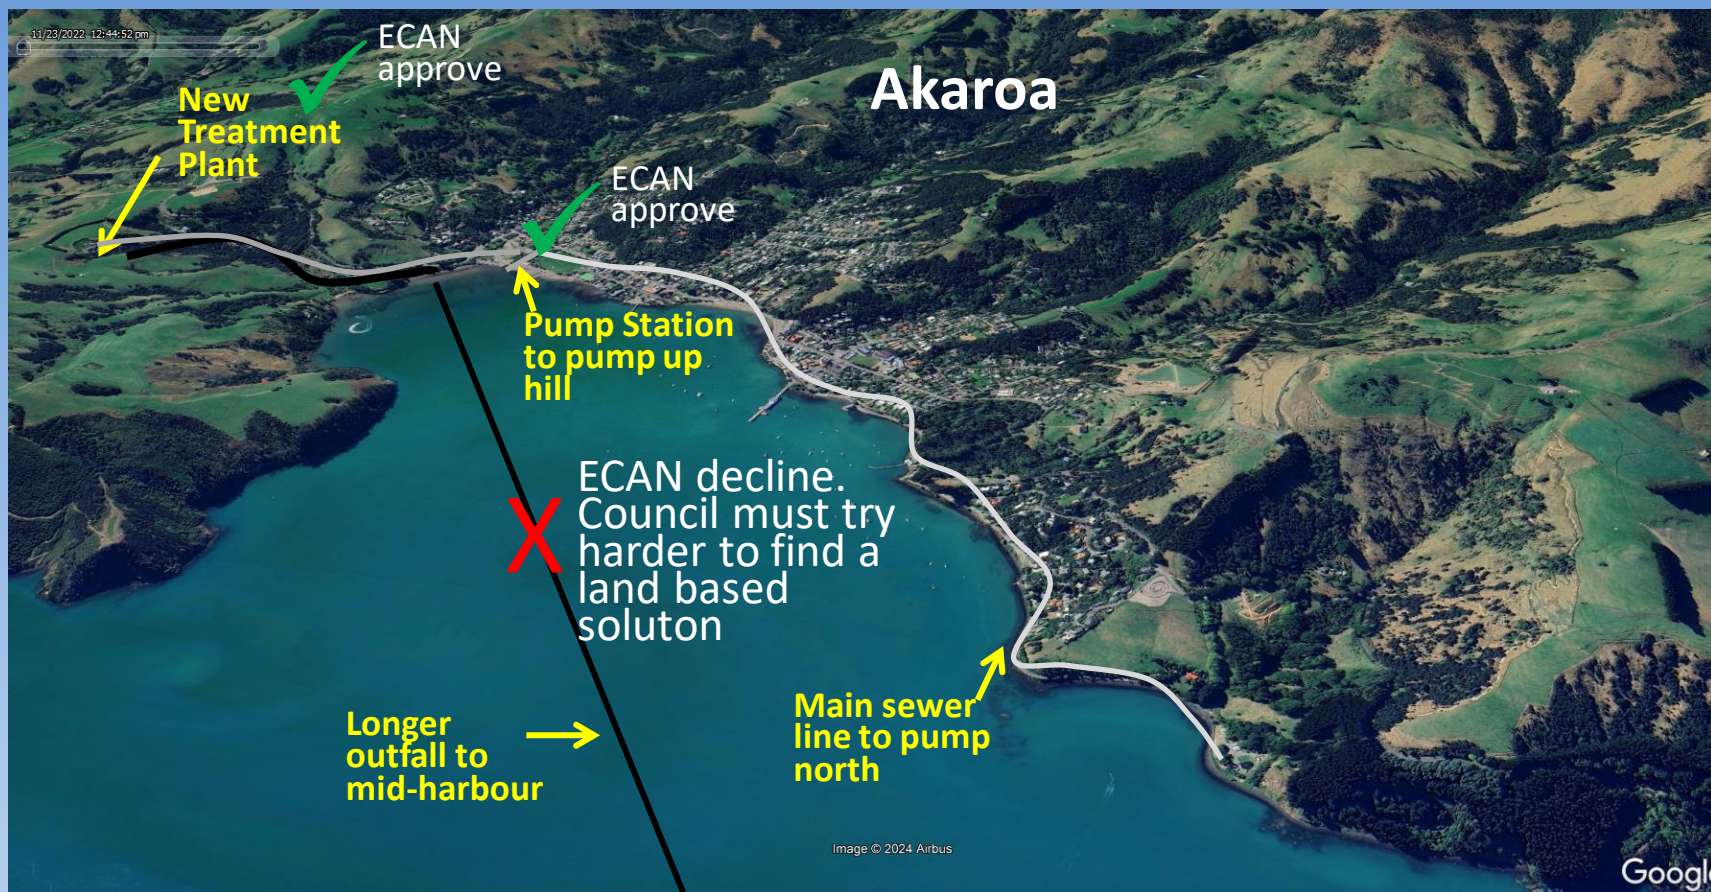 11/23/2022 12:44:52 pm
ECAN
approve
New
Treatment
Plant
Akaroa
ECAN
approve
Pump Station
to pump up
hill
X
ECAN decline.
Council must try
harder to find a
land based
soluton
Longer
outfall to
mid-harbour
Main sewer
line to pump
north
Image © 2024 Airbus
Google